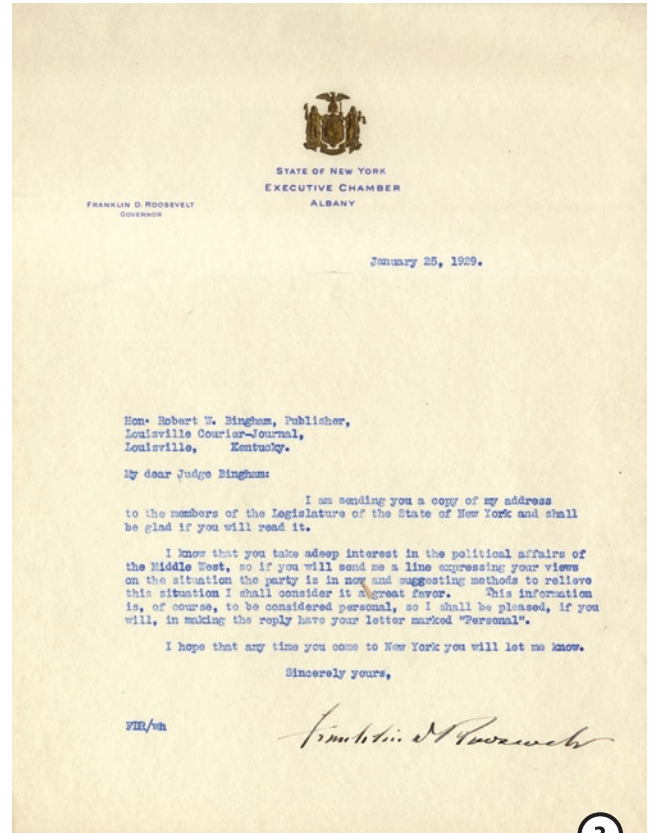 STATE OF NEW YORK
EXECUTIVE CHAMBER
ALBANY
FRANKLIN D. ROOSEVELT
GOVERNOR
January 25, 1929.
Hon. Robert W. Bingham, Publisher,
Louisville Courier-Journal,
Louisville, Kentucky.
My dear Judge Bingham:
I am sending you a copy of my address
to the members of the Legislature of the State of New York and shall
be glad if you will read it.
I know that you take adeep interest in the political affairs of
the Middle West, so if you will send me a line expressing your views
on the situation the party is in now and suggesting methods to relieve
this situation I shall consider it a great favor. This information
is, of course, to be considered personal, so I shall be pleased, if you
will, in making the reply have your letter marked "Personal".
I hope that any time you come to New York you will let me know.
Sincerely yours,
FDR/wh
Franklin D Roosevelt